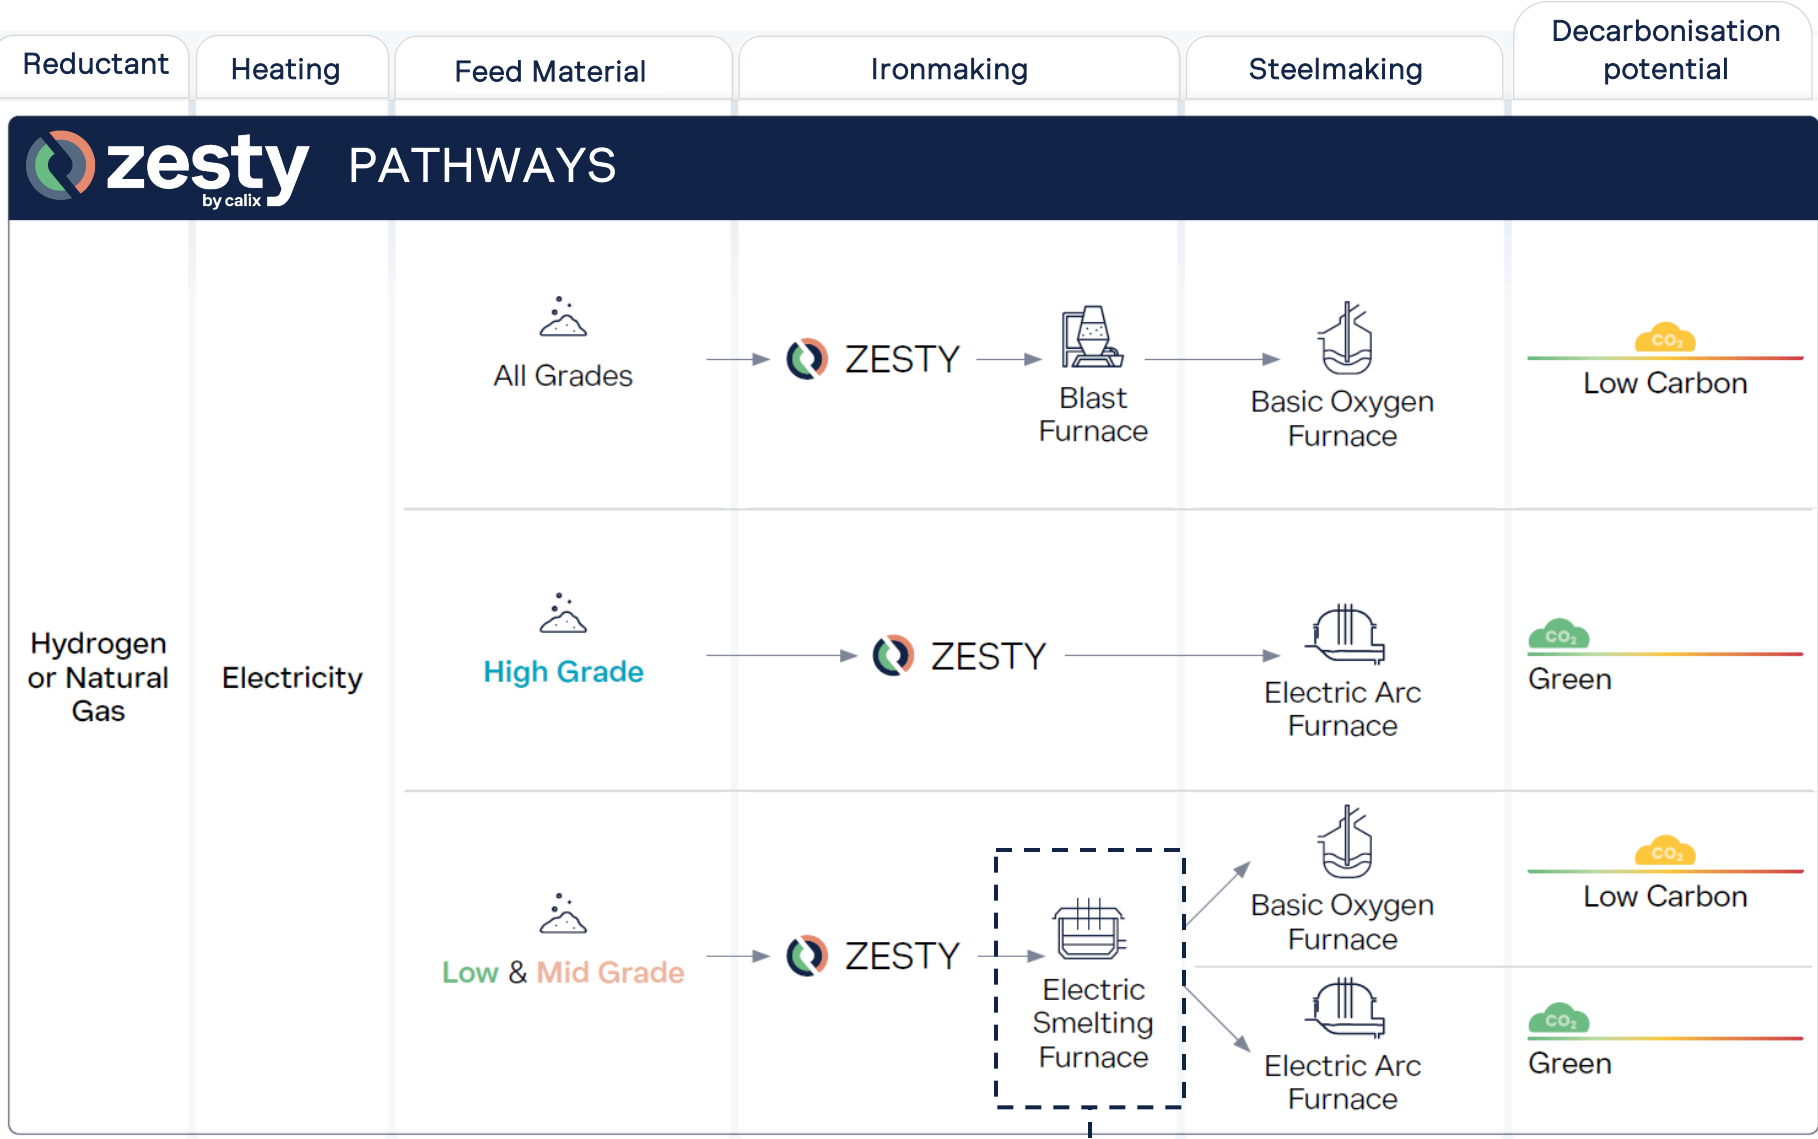 Reductant
Heating
Feed Material
Ironmaking
Steelmaking
Decarbonisation
potential
zesty
by calix
PATHWAYS
Hydrogen
or Natural
Gas
Electricity
All Grades
ZESTY
Blast
Furnace
Basic Oxygen
Furnace
CO2
Low Carbon
High Grade
ZESTY
Electric Arc
Furnace
CO2
Green
Low & Mid Grade
ZESTY
Electric
Smelting
Furnace
Basic Oxygen
Furnace
CO2
Low Carbon
Electric Arc
Furnace
CO2
Green